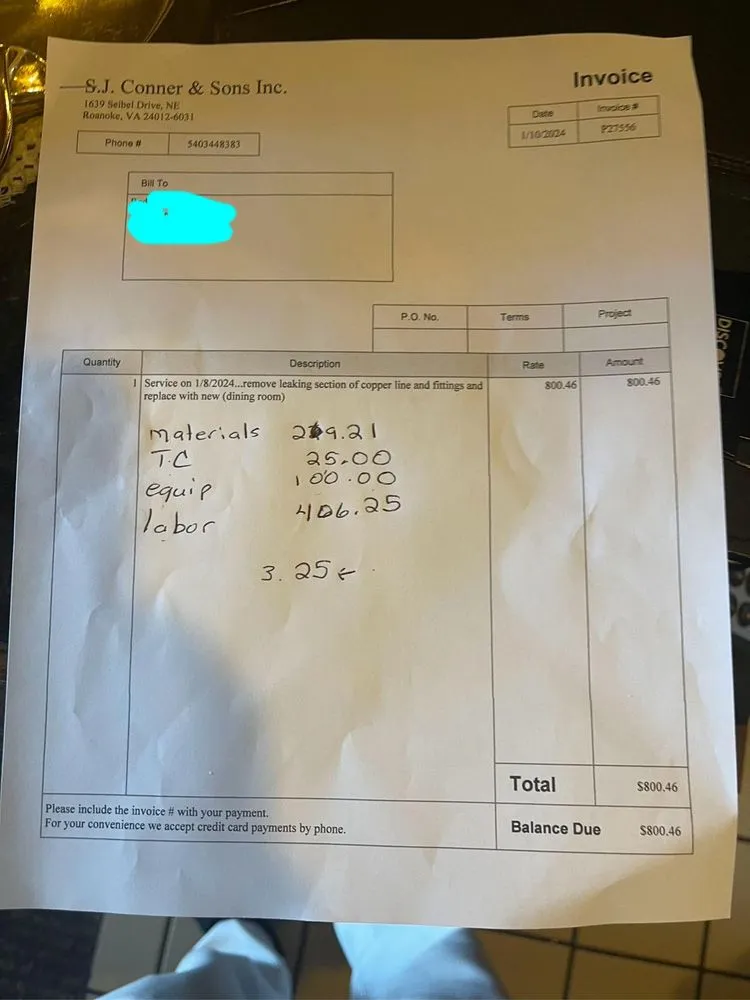 S.J. Conner & Sons Inc.
1639 Seibel Drive, NE
Roanoke, VA 24012-6031
Phone # 5403448383
Invoice
Date Invoice #
1/10/2024 P27556
Bill To
P.O. No. Terms Project
Quantity Description Rate Amount
1 Service on 1/8/2024...remove leaking section of copper line and fittings and 800.46 800.46
replace with new (dining room)
materials 269.21
T.C 25.00
equip 100.00
labor 406.25
3.25 ←
Total $800.46
Please include the invoice # with your payment.
For your convenience we accept credit card payments by phone.
Balance Due $800.46